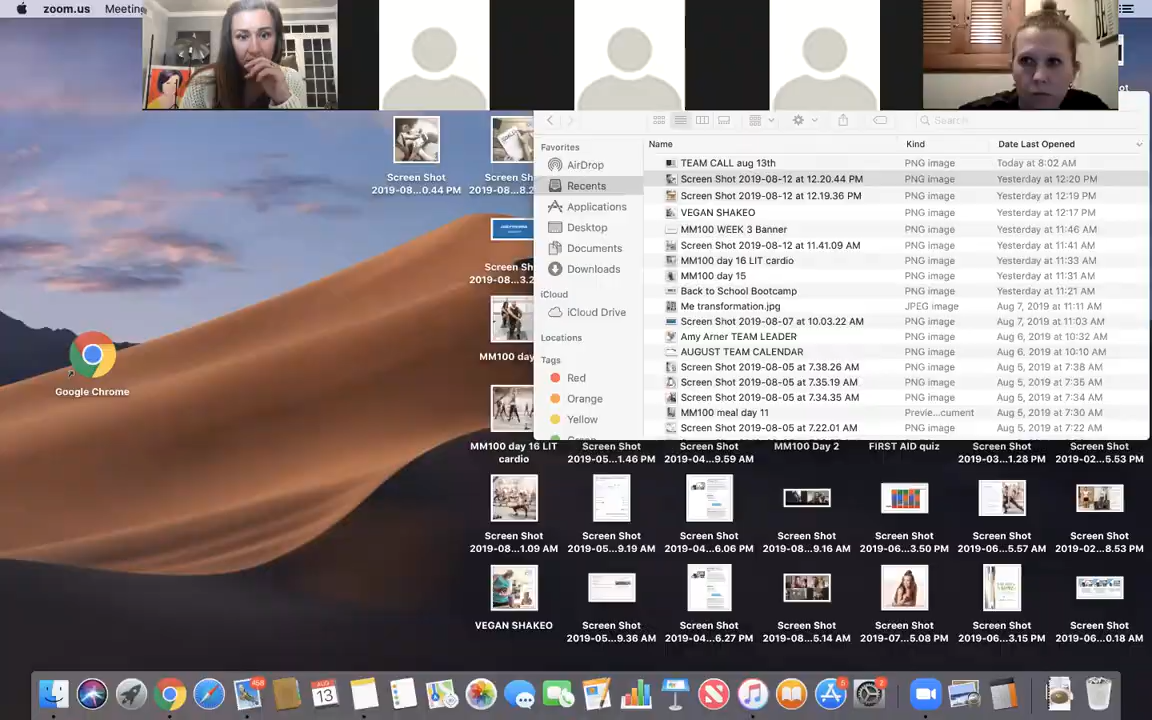 zoom.us Meeting
Search
Favorites
AirDrop
Recents
Applications
Desktop
Documents
Downloads
iCloud
iCloud Drive
Locations
Tags
Red
Orange
Yellow
Name Kind Date Last Opened
TEAM CALL aug 13th PNG image Today at 8:02 AM
Screen Shot 2019-08-12 at 12.20.44 PM PNG image Yesterday at 12:20 PM
Screen Shot 2019-08-12 at 12.19.36 PM PNG image Yesterday at 12:19 PM
VEGAN SHAKEO PNG image Yesterday at 12:17 PM
MM100 WEEK 3 Banner PNG image Yesterday at 11:46 AM
Screen Shot 2019-08-12 at 11.41.09 AM PNG image Yesterday at 11:41 AM
MM100 day 16 LIT cardio PNG image Yesterday at 11:33 AM
MM100 day 15 PNG image Yesterday at 11:31 AM
Back to School Bootcamp PNG image Yesterday at 11:21 AM
Me transformation.jpg JPEG image Aug 7, 2019 at 11:11 AM
Screen Shot 2019-08-07 at 10.03.22 AM PNG image Aug 7, 2019 at 11:03 AM
Amy Arner TEAM LEADER PNG image Aug 6, 2019 at 10:32 AM
AUGUST TEAM CALENDAR PNG image Aug 6, 2019 at 10:10 AM
Screen Shot 2019-08-05 at 7.38.26 AM PNG image Aug 5, 2019 at 7:38 AM
Screen Shot 2019-08-05 at 7.35.19 AM PNG image Aug 5, 2019 at 7:35 AM
Screen Shot 2019-08-05 at 7.34.35 AM PNG image Aug 5, 2019 at 7:34 AM
MM100 meal day 11 Previe...cument Aug 5, 2019 at 7:30 AM
Screen Shot 2019-08-05 at 7.22.01 AM PNG image Aug 5, 2019 at 7:22 AM
Screen Shot
2019-08...0.44 PM
Screen Sh
2019-08...8.2
Screen Sh
2019-08...3.2
MM100 day
Google Chrome
MM100 day 16 LIT cardio
Screen Shot
2019-05...1.46 PM
Screen Shot
2019-04...9.59 AM
MM100 Day 2
FIRST AID quiz
Screen Shot
2019-03...1.28 PM
Screen Shot
2019-02...5.53 PM
Screen Shot
2019-08...1.09 AM
Screen Shot
2019-05...9.19 AM
Screen Shot
2019-04...6.06 PM
Screen Shot
2019-08...9.16 AM
Screen Shot
2019-06...3.50 PM
Screen Shot
2019-06...5.57 AM
Screen Shot
2019-02...8.53 PM
VEGAN SHAKEO
Screen Shot
2019-05...9.36 AM
Screen Shot
2019-04...6.27 PM
Screen Shot
2019-08...5.14 AM
Screen Shot
2019-07...5.08 PM
Screen Shot
2019-06...3.15 PM
Screen Shot
2019-06...0.18 AM
458
AUG
13
5
2